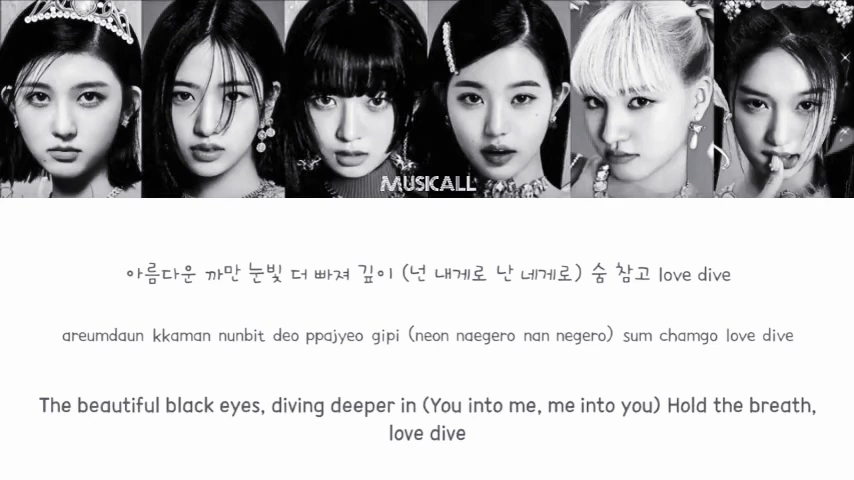 MUSICALL
아름다운 까만 눈빛 더 빠져 깊이 (넌 내게로 난 네게로) 숨 참고 love dive
areumdaun kkaman nunbit deo ppajyeo gipi (neon naegero nan negero) sum chamgo love dive
The beautiful black eyes, diving deeper in (You into me, me into you) Hold the breath,
love dive